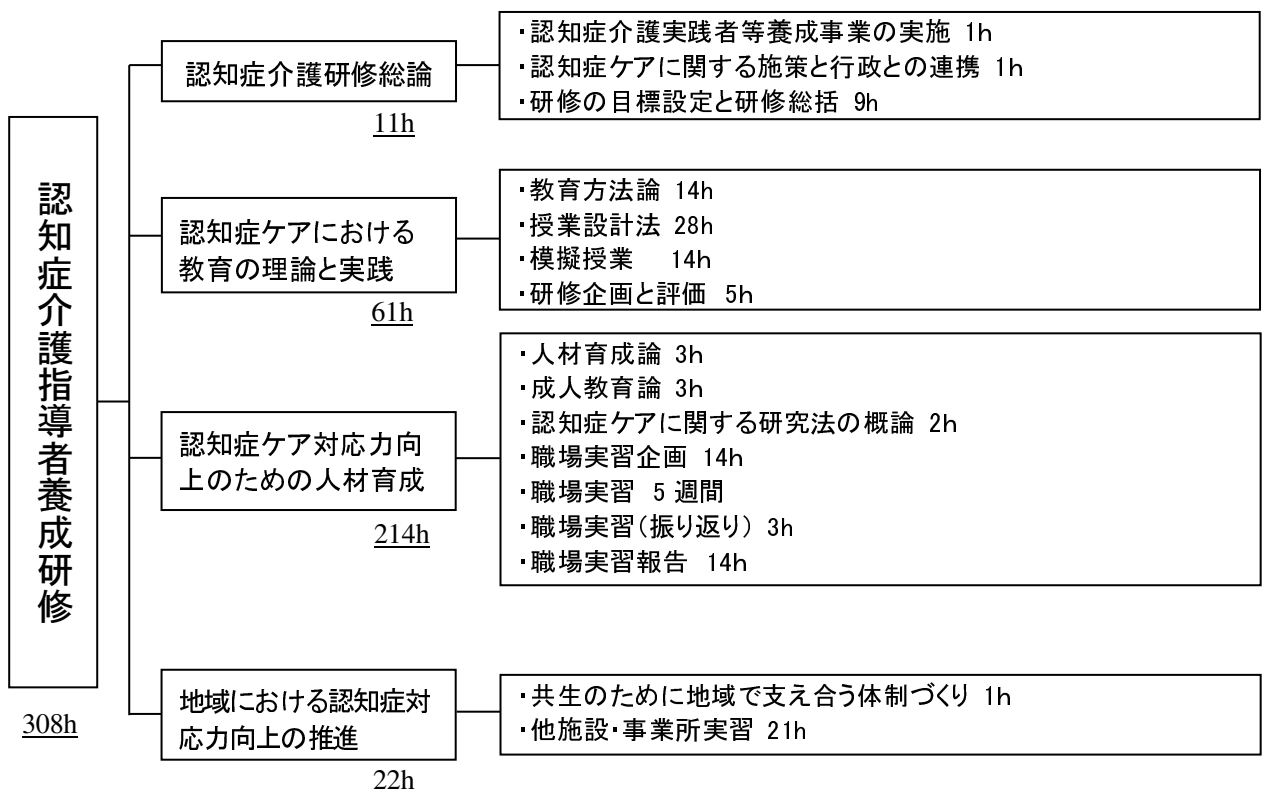 認知症介護指導者養成研修
308h
認知症介護研修総論
11h
・認知症介護実践者等養成事業の実施 1h
・認知症ケアに関する施策と行政との連携 1h
・研修の目標設定と研修総括 9h
認知症ケアにおける
教育の理論と実践
61h
・教育方法論 14h
・授業設計法 28h
・模擬授業　14h
・研修企画と評価 5h
認知症ケア対応力向
上のための人材育成
214h
・人材育成論 3h
・成人教育論 3h
・認知症ケアに関する研究法の概論 2h
・職場実習企画 14h
・職場実習 5 週間
・職場実習（振り返り） 3h
・職場実習報告 14h
地域における認知症対
応力向上の推進
22h
・共生のために地域で支え合う体制づくり 1h
・他施設・事業所実習 21h